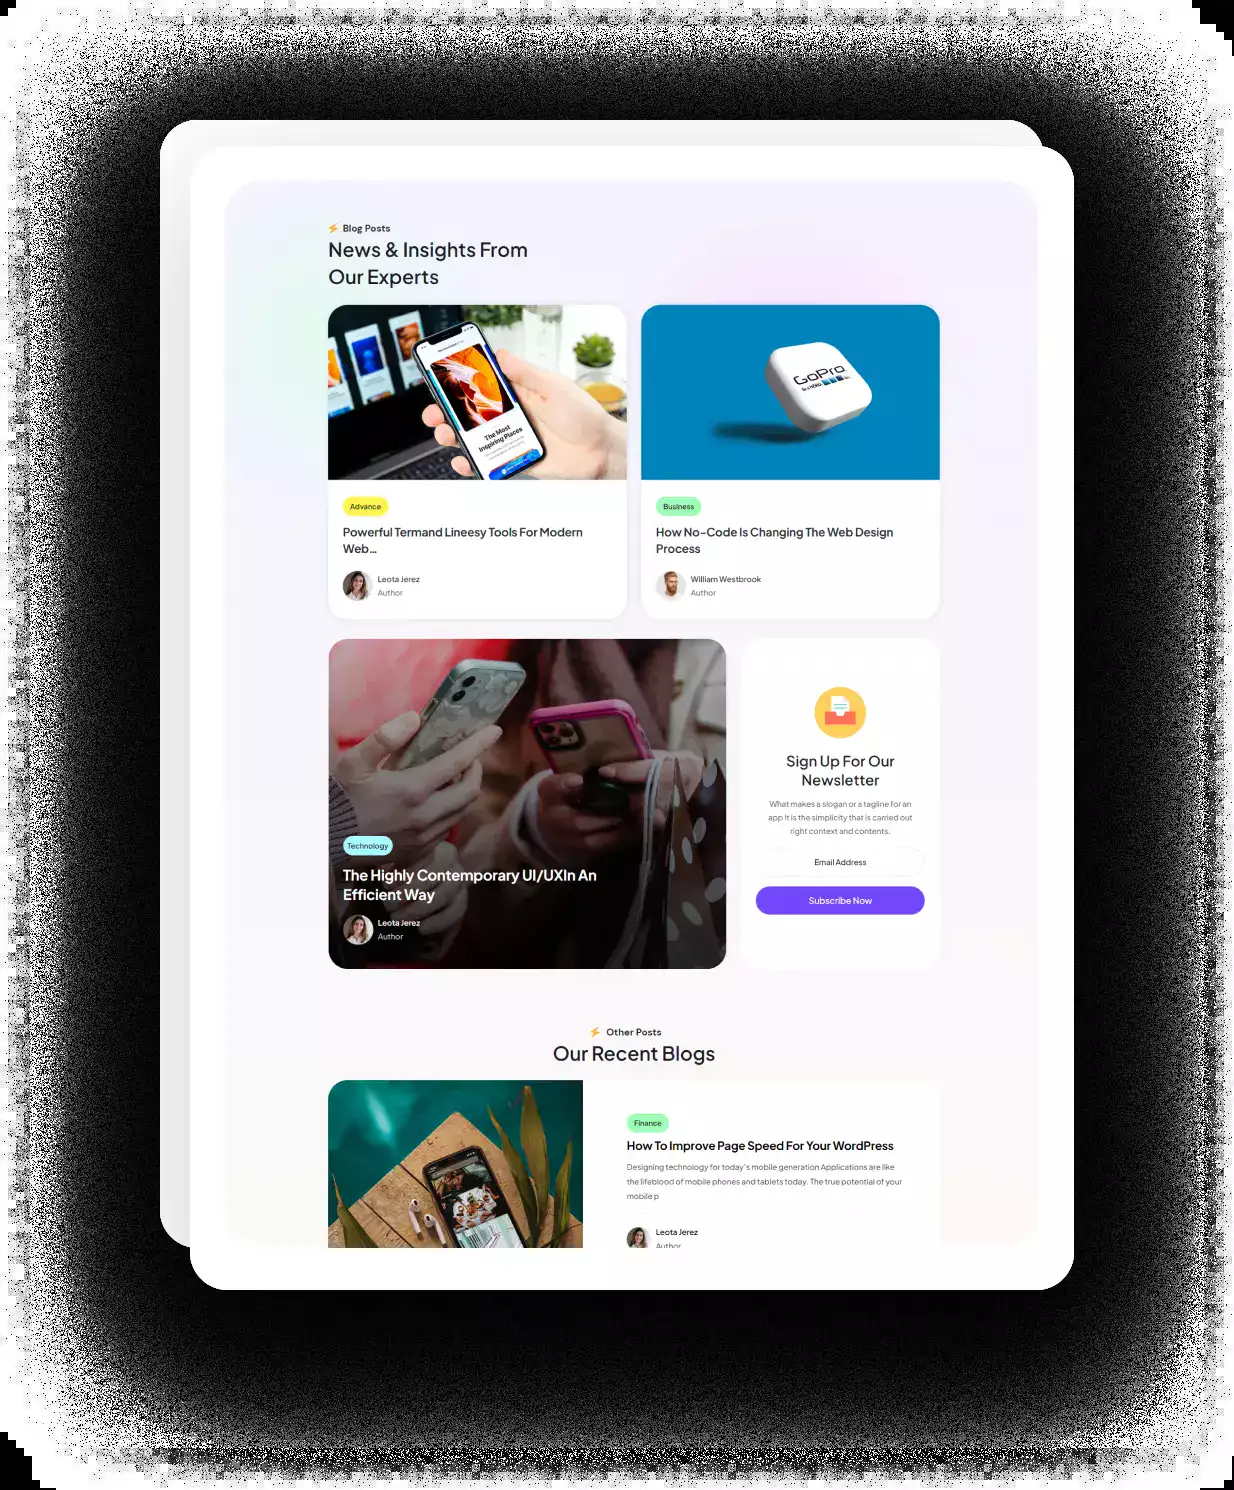 Blog Posts
News & Insights From
Our Experts
The Most
Inspiring Places
GoPro
Advance
Powerful Termand Lineesy Tools For Modern
Web...
Leota Jerez
Author
Business
How No-Code Is Changing The Web Design
Process
William Westbrook
Author
Technology
The Highly Contemporary UI/UXIn An
Efficient Way
Leota Jerez
Author
Sign Up For Our
Newsletter
What makes a slogan or a tagline for an
app It is the simplicity that is carried out
right context and contents.
Email Address
Subscribe Now
Other Posts
Our Recent Blogs
Finance
How To Improve Page Speed For Your WordPress
Designing technology for today's mobile generation Applications are like
the lifeblood of mobile phones and tablets today. The true potential of your
mobile p
Leota Jerez
Author